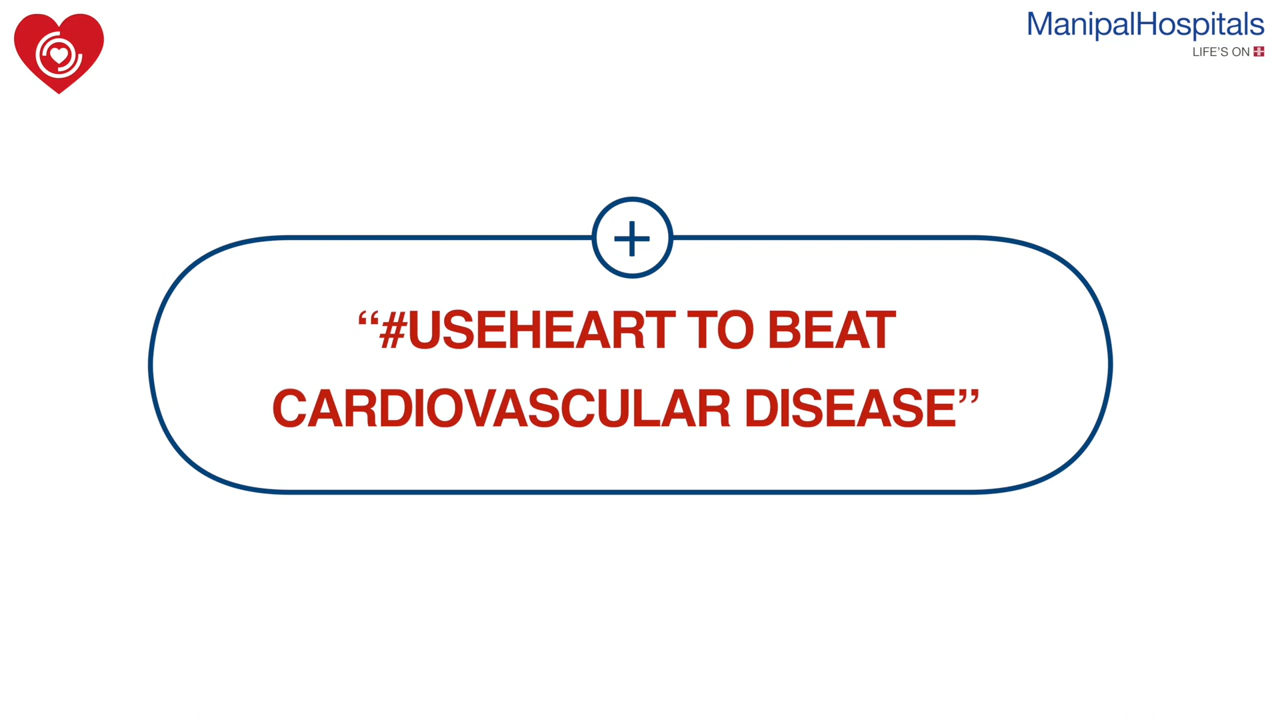 ManipalHospitals
LIFE'S ON
“#USEHEART TO BEAT
CARDIOVASCULAR DISEASE”